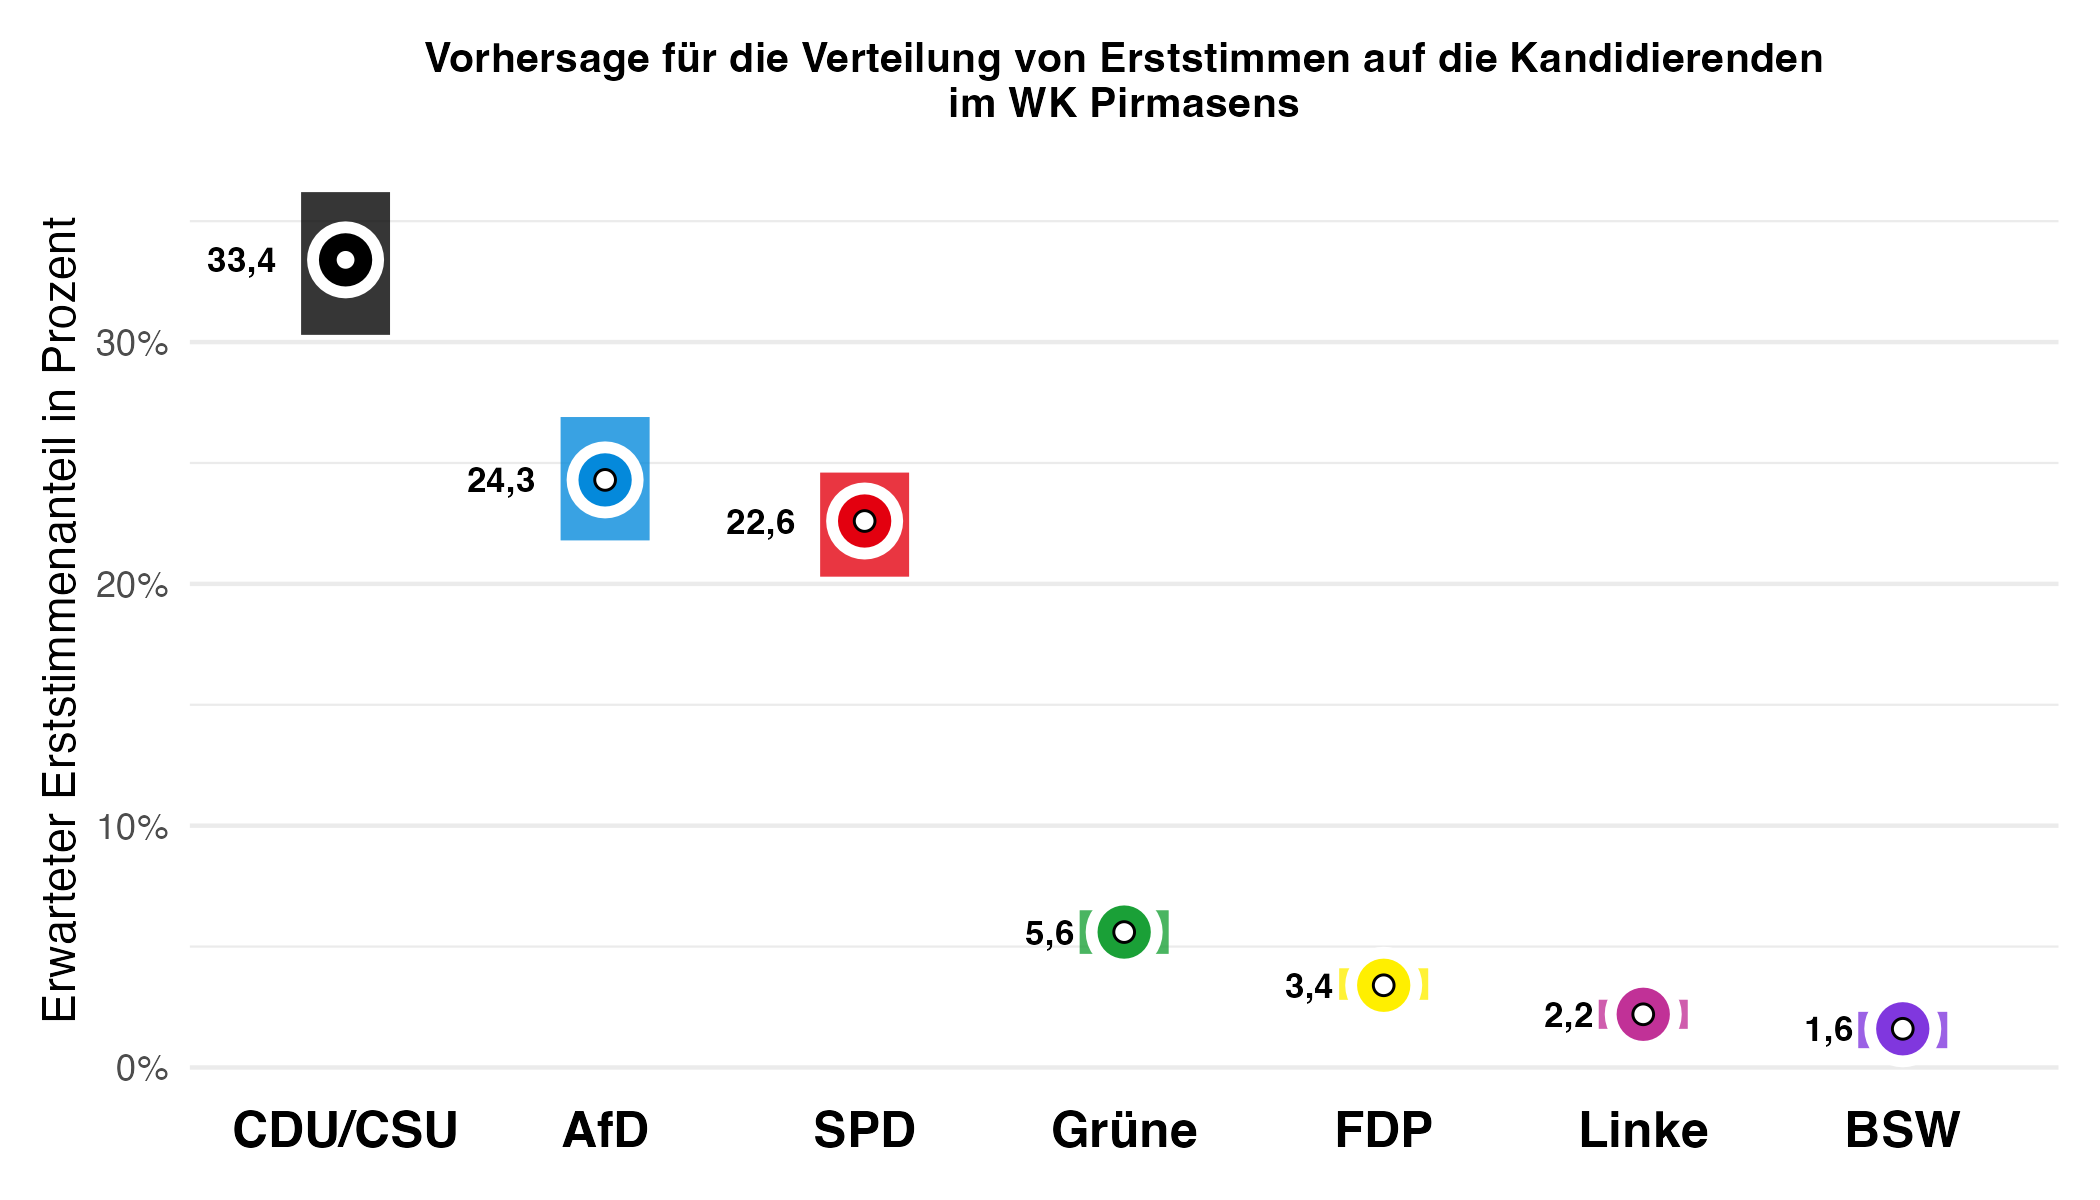 Vorhersage für die Verteilung von Erststimmen auf die Kandidierenden
im WK Pirmasens
Erwarteter Erststimmenanteil in Prozent
30%
20%
10%
0%
33,4
24,3
22,6
5,6
3,4
2,2
1,6
CDU/CSU
AfD
SPD
Grüne
FDP
Linke
BSW